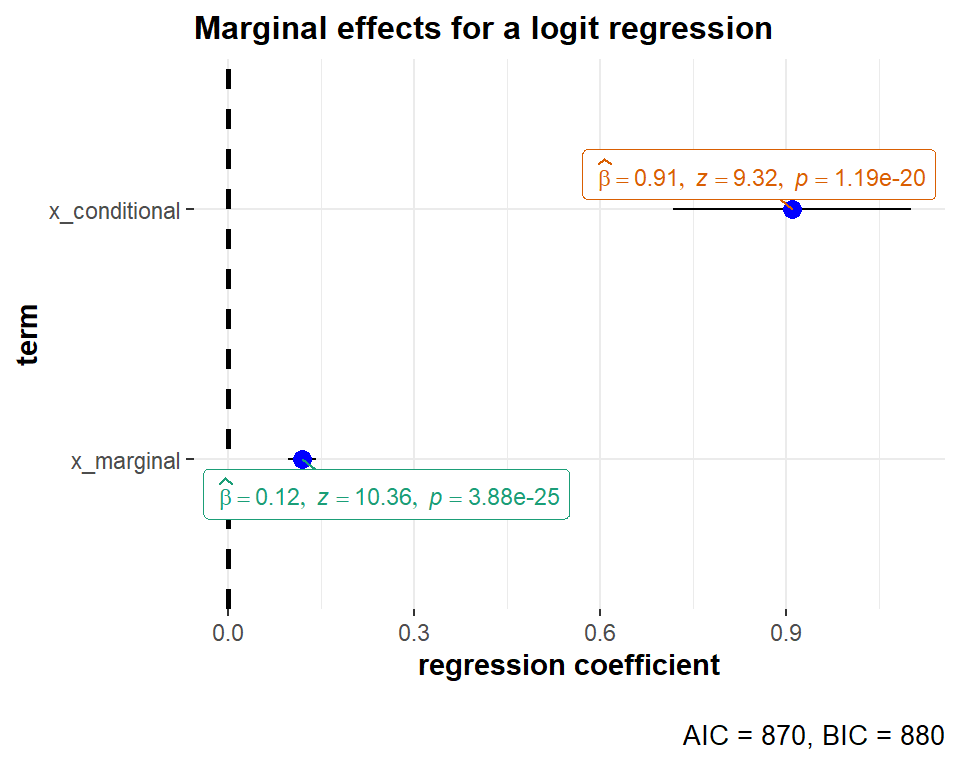 Marginal effects for a logit regression
β̂ = 0.91, z = 9.32, p = 1.19e-20
x_conditional
term
x_marginal
β̂ = 0.12, z = 10.36, p = 3.88e-25
0.0 0.3 0.6 0.9
regression coefficient
AIC = 870, BIC = 880